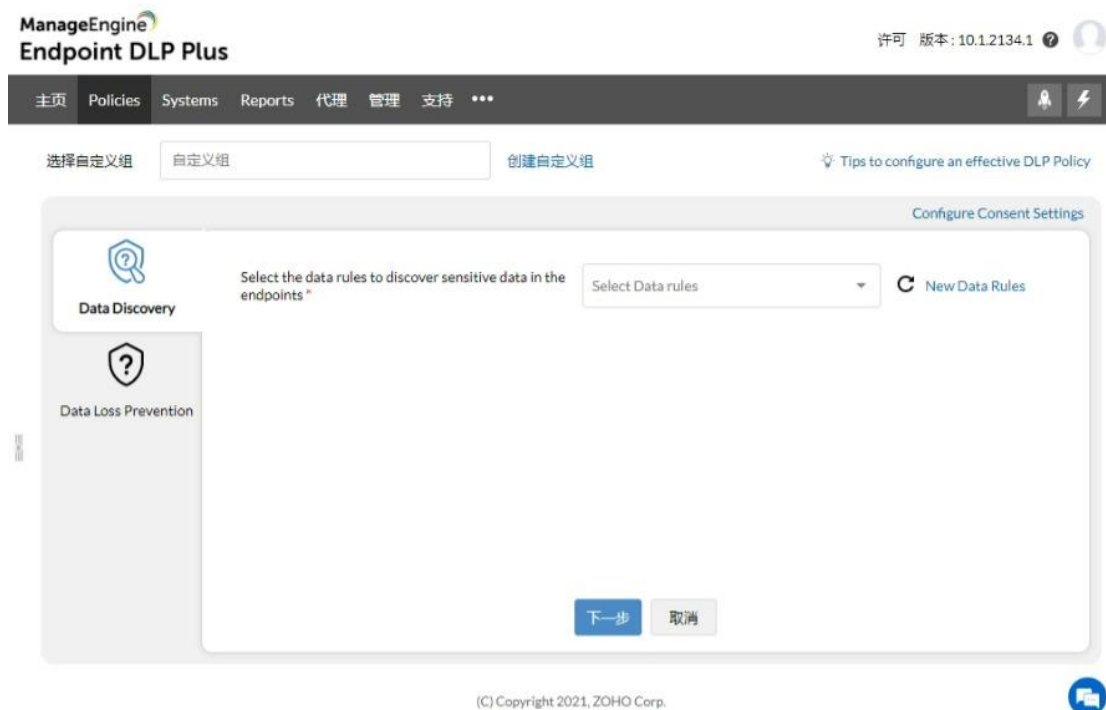 ManageEngine
Endpoint DLP Plus
许可 版本: 10.1.2134.1
主页 Policies Systems Reports 代理 管理 支持 •••
选择自定义组 自定义组 创建自定义组 Tips to configure an effective DLP Policy
Configure Consent Settings
Data Discovery
Select the data rules to discover sensitive data in the
endpoints *
Select Data rules
New Data Rules
Data Loss Prevention
下一步 取消
(C) Copyright 2021, ZOHO Corp.